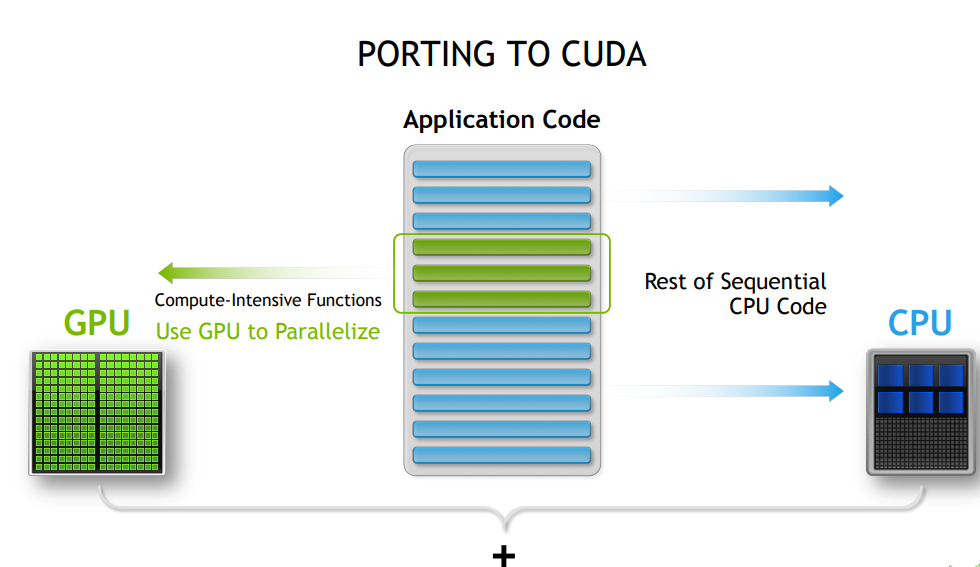 PORTING TO CUDA
Application Code
Compute-Intensive Functions
Use GPU to Parallelize
GPU
Rest of Sequential
CPU Code
CPU
+